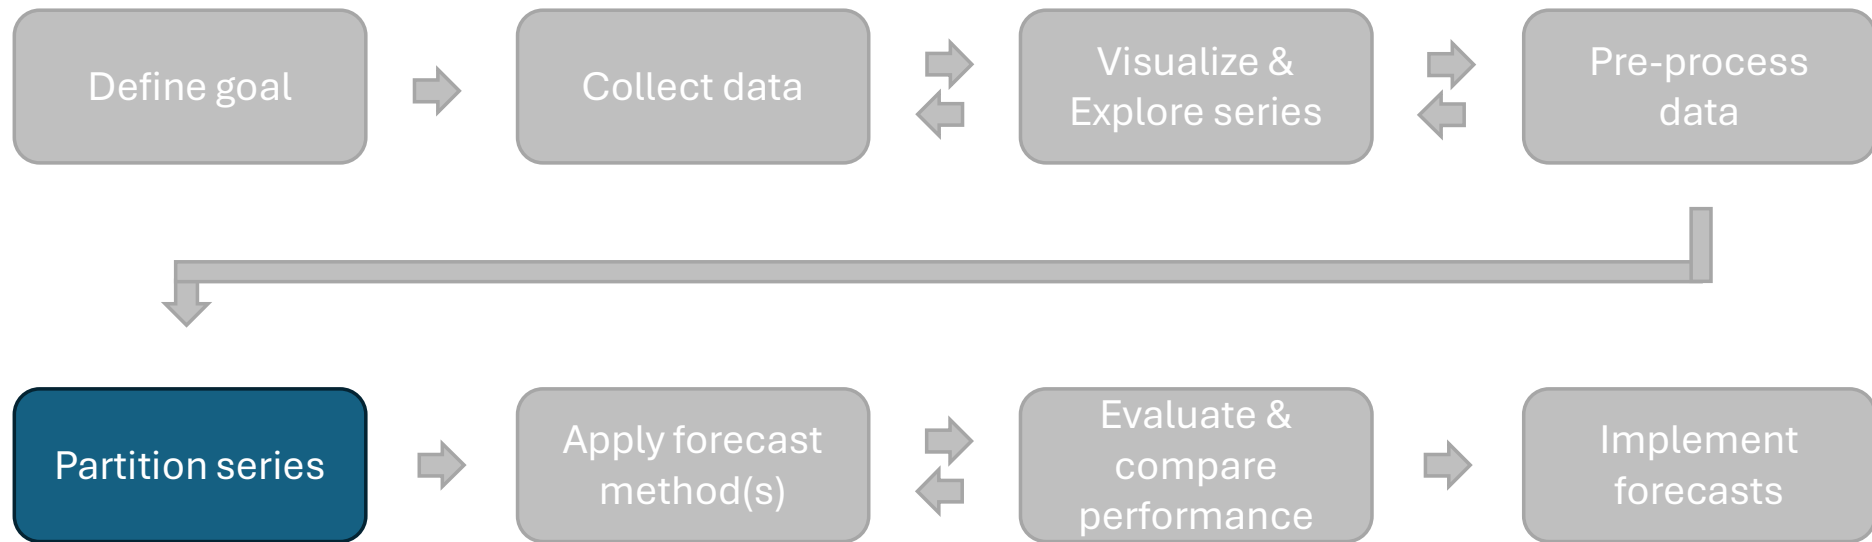 Define goal
Collect data
Visualize &
Explore series
Pre-process
data
Partition series
Apply forecast
method(s)
Evaluate &
compare
performance
Implement
forecasts